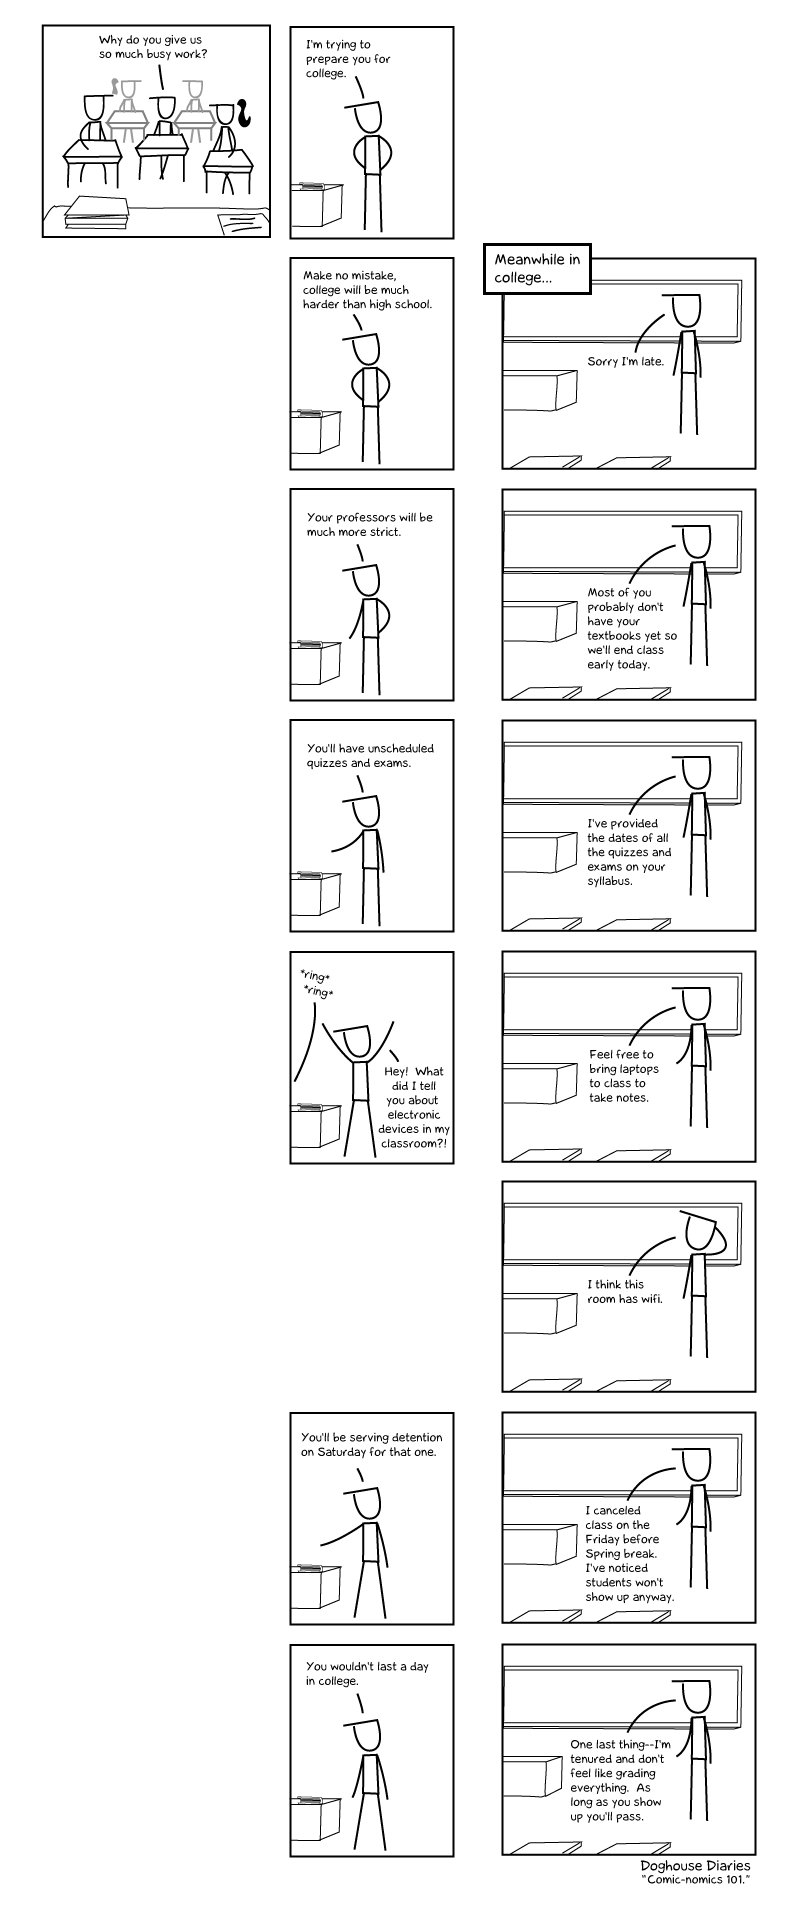 Why do you give us
so much busy work?
I'm trying to
prepare you for
college.
Make no mistake,
college will be much
harder than high school.
Meanwhile in
college...
Sorry I'm late.
Your professors will be
much more strict.
Most of you
probably don't
have your
textbooks yet so
we'll end class
early today.
You'll have unscheduled
quizzes and exams.
I've provided
the dates of all
the quizzes and
exams on your
syllabus.
*ring*
*ring*
Hey! What
did I tell
you about
electronic
devices in my
classroom?!
Feel free to
bring laptops
to class to
take notes.
I think this
room has wifi.
You'll be serving detention
on Saturday for that one.
I canceled
class on the
Friday before
Spring break.
I've noticed
students won't
show up anyway.
You wouldn't last a day
in college.
One last thing--I'm
tenured and don't
feel like grading
everything. As
long as you show
up you'll pass.
Doghouse Diaries
"Comic-nomics 101."